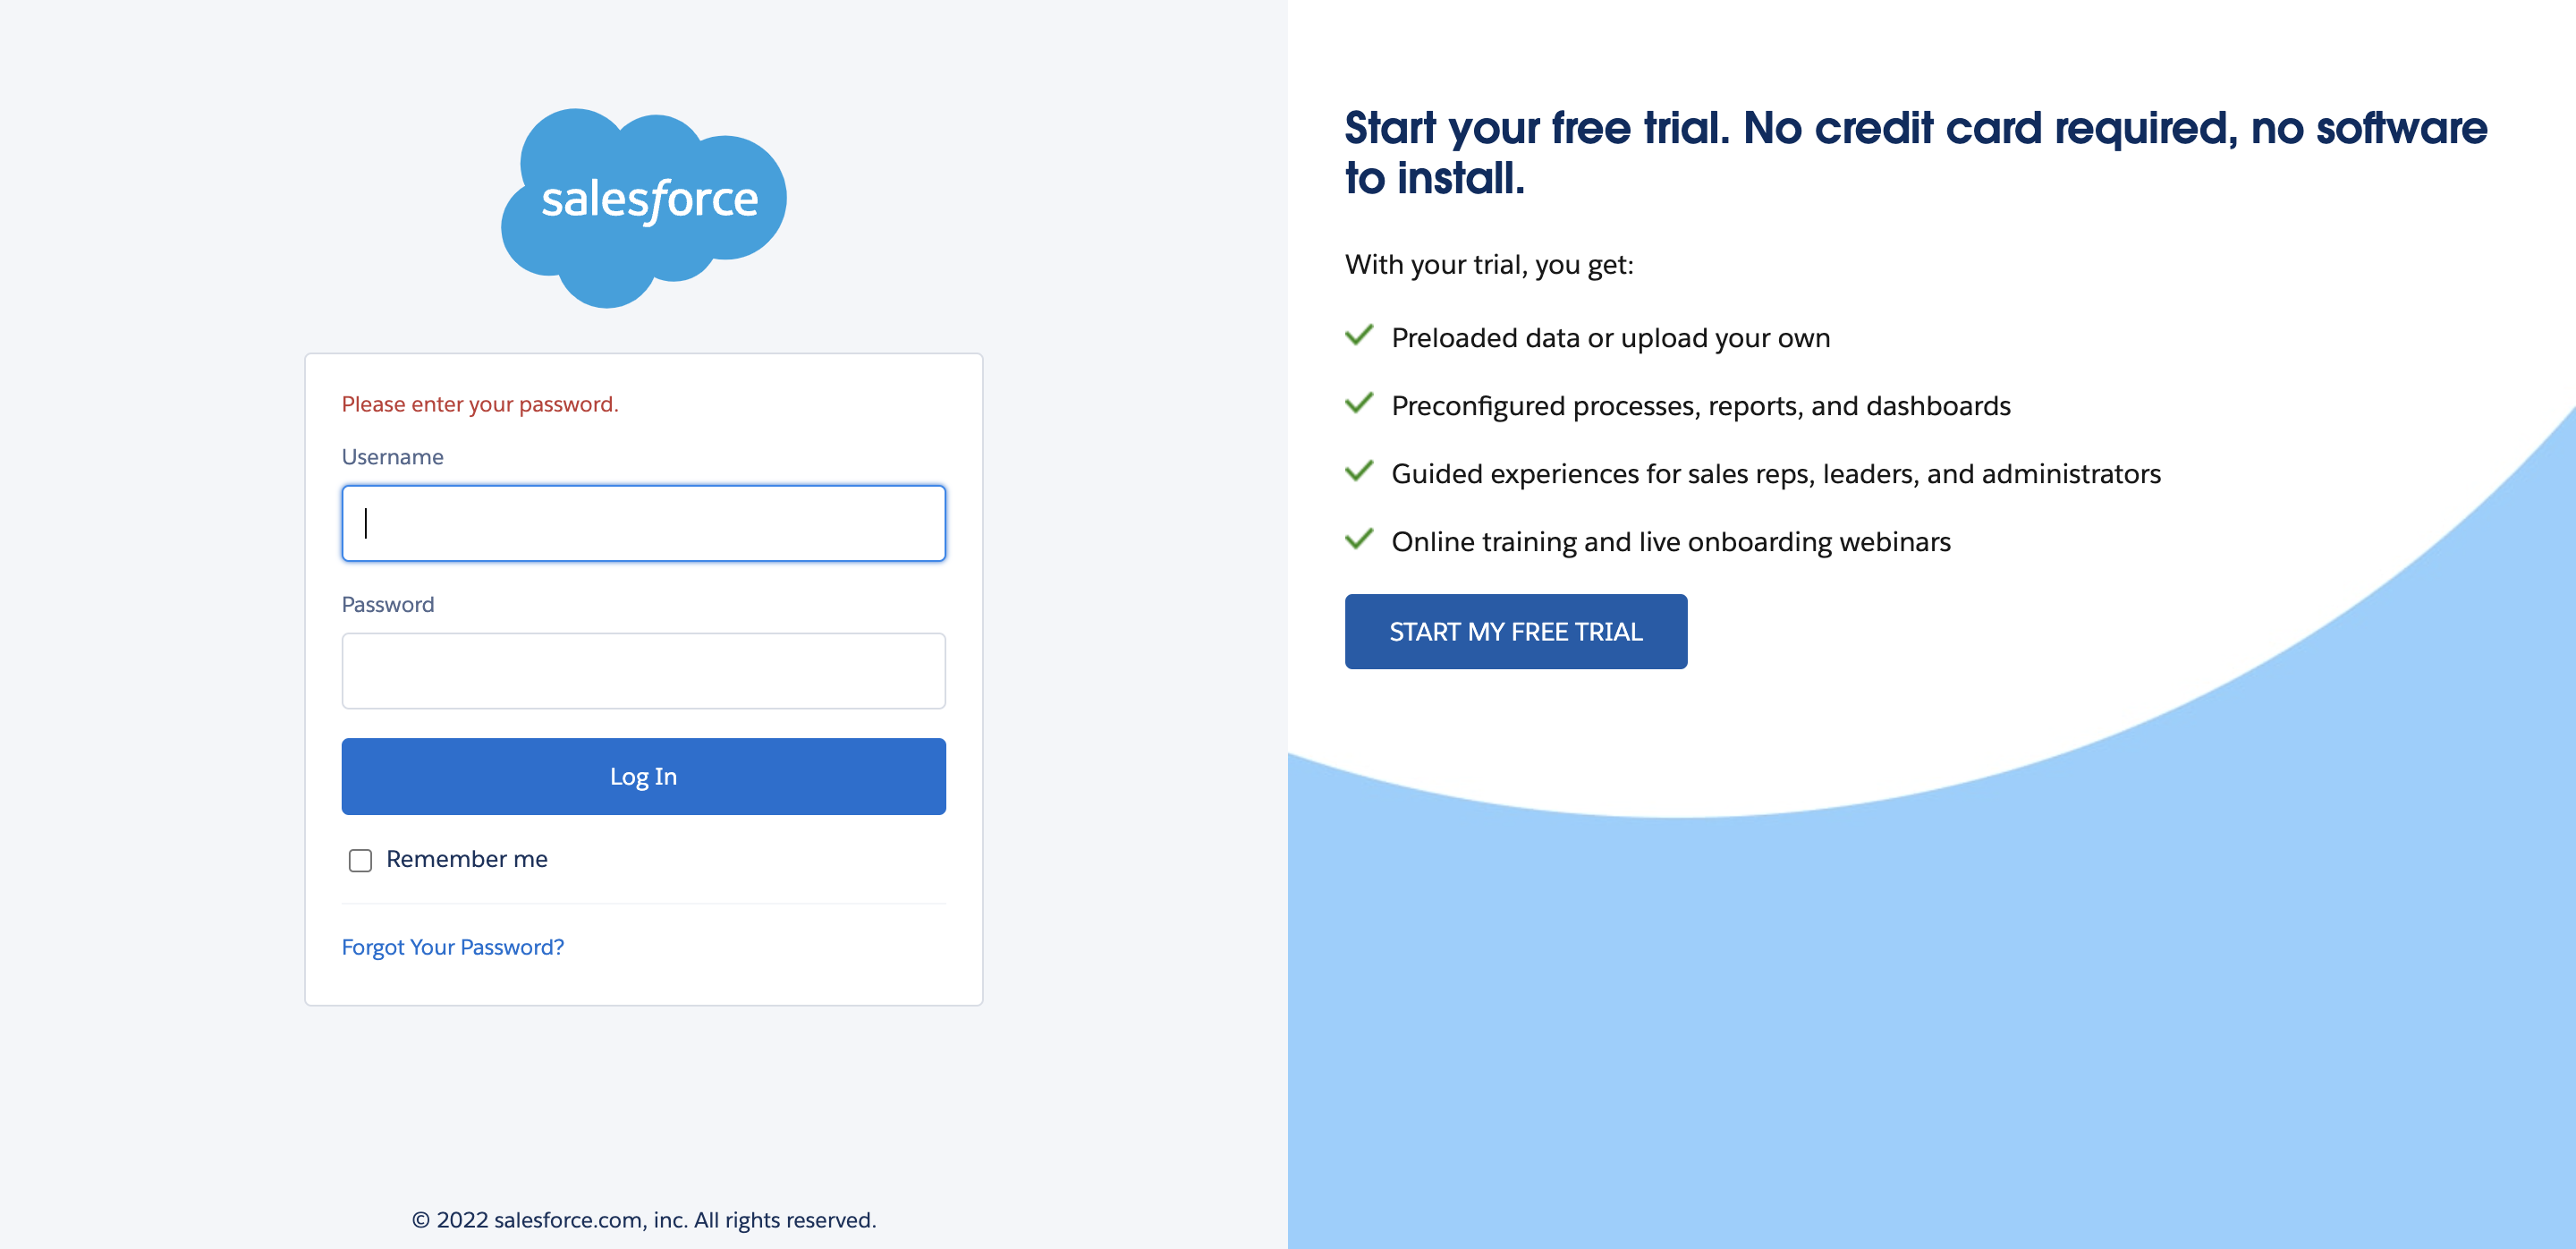 salesforce
Please enter your password.
Username
Password
Log In
Remember me
Forgot Your Password?
© 2022 salesforce.com, inc. All rights reserved.
Start your free trial. No credit card required, no software
to install.
With your trial, you get:
Preloaded data or upload your own
Preconfigured processes, reports, and dashboards
Guided experiences for sales reps, leaders, and administrators
Online training and live onboarding webinars
START MY FREE TRIAL